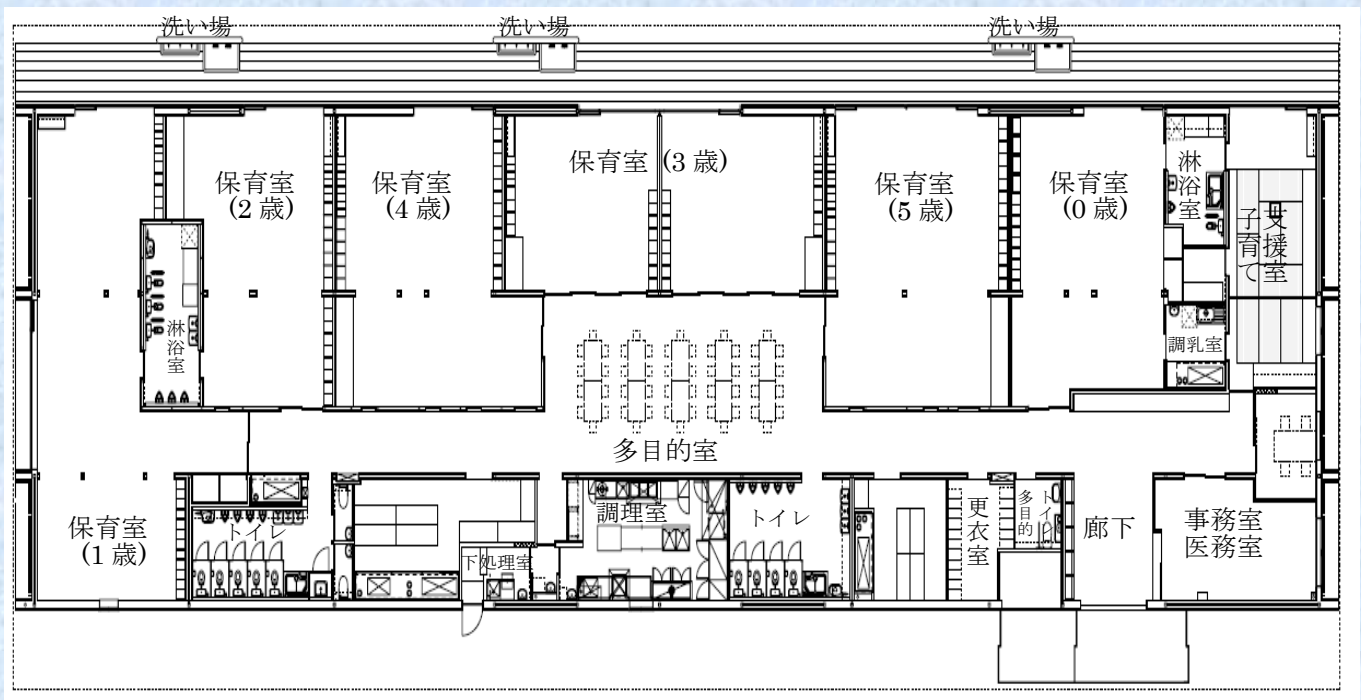 洗い場
洗い場
洗い場
保育室
(2 歳)
保育室
(4 歳)
保育室 (3 歳)
保育室
(5 歳)
保育室
(0 歳)
淋浴室
子育て
支援室
淋浴室
調乳室
多目的室
保育室
(1 歳)
トイレ
下処理室
調理室
トイレ
更衣室
多目的
トイレ
廊下
事務室
医務室